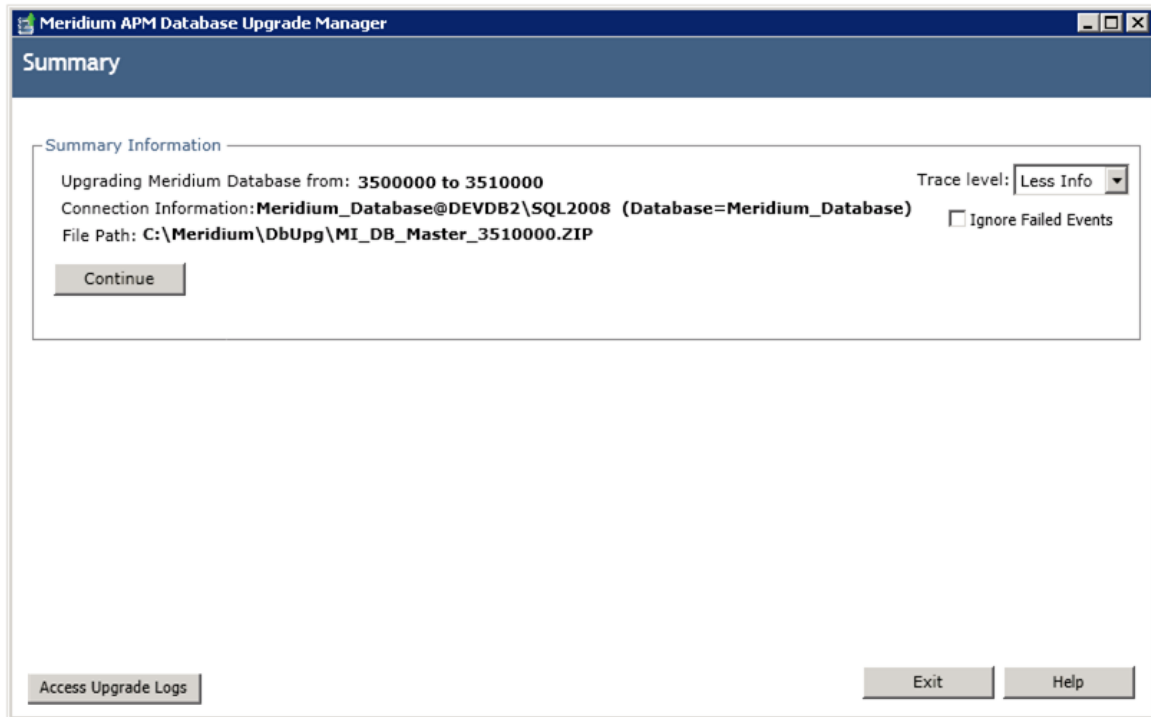 Meridium APM Database Upgrade Manager
Summary
Summary Information
Upgrading Meridium Database from: 3500000 to 3510000
Trace level: Less Info
Connection Information:Meridium_Database@DEVDB2\SQL2008 (Database=Meridium_Database)
Ignore Failed Events
File Path: C:\Meridium\DbUpg\MI_DB_Master_3510000.ZIP
Continue
Access Upgrade Logs
Exit
Help